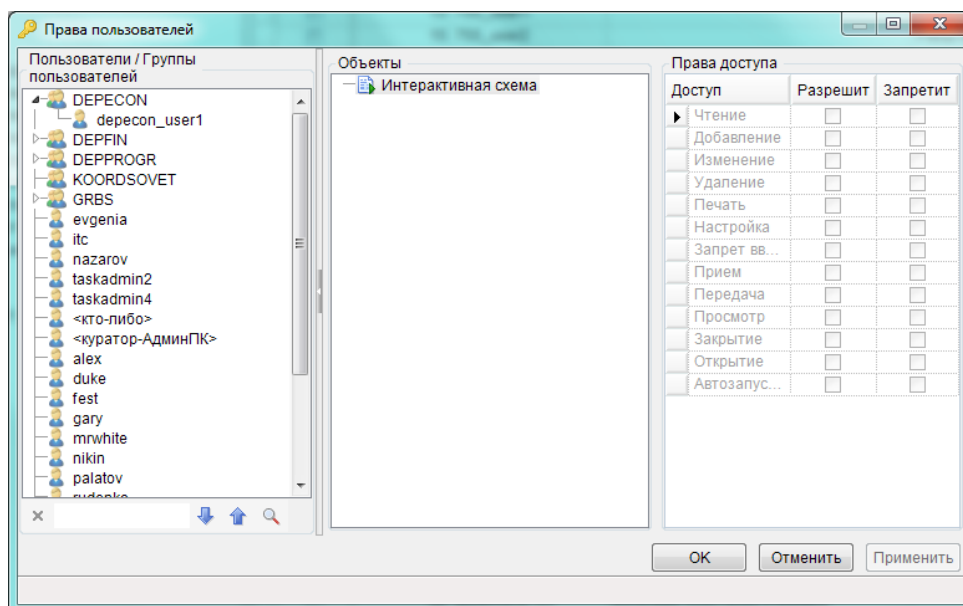 Права пользователей
Пользователи / Группы
пользователей
DEPECON
depecon_user1
DEPFIN
DEPPROGR
KOORDSOVET
GRBS
evgenia
itc
nazarov
taskadmin2
taskadmin4
<кто-либо>
<куратор-АдминПК>
alex
duke
fest
gary
mrwhite
nikin
palatov
Объекты
Интерактивная схема
Права доступа
Доступ Разрешит Запретит
Чтение
Добавление
Изменение
Удаление
Печать
Настройка
Запрет вв...
Прием
Передача
Просмотр
Закрытие
Открытие
Автозапус...
OK Отменить Применить